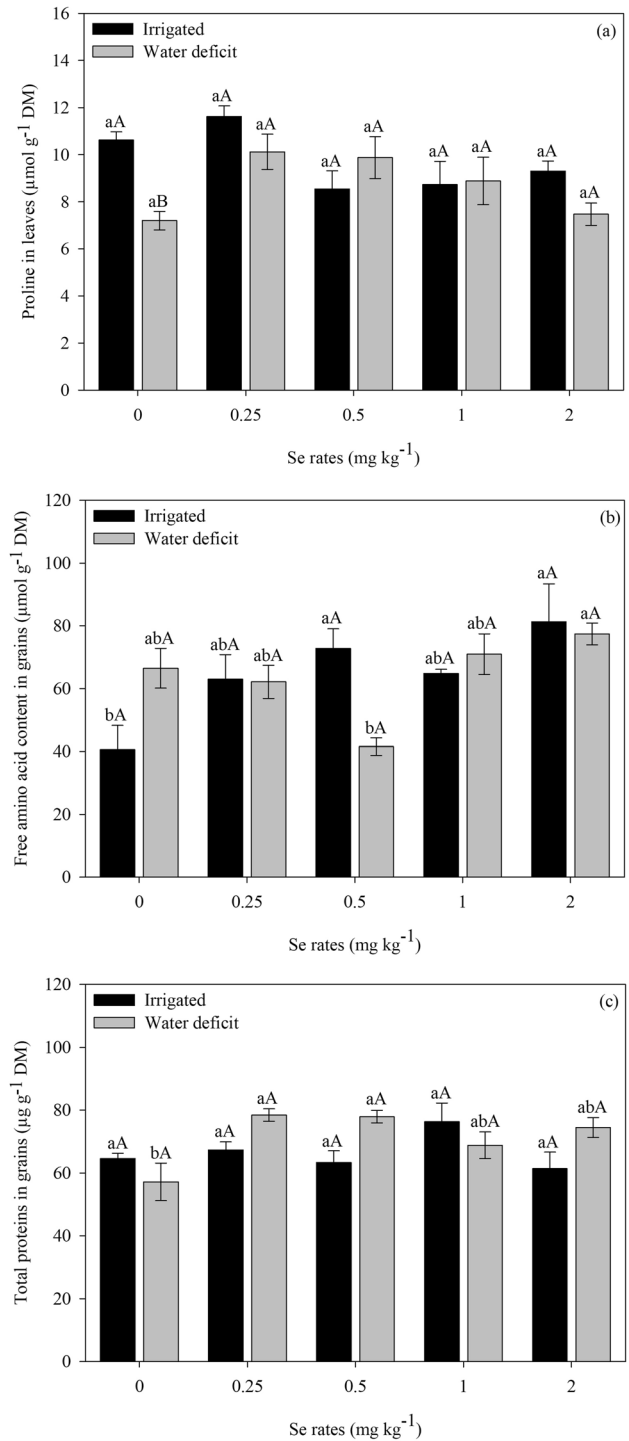 (a)
Irrigated
Water deficit
Proline in leaves (µmol g⁻¹ DM)
16
14
12
10
8
6
4
2
0
aA aB aA aA aA aA aA aA aA aA
0 0.25 0.5 1 2
Se rates (mg kg⁻¹)
(b)
Irrigated
Water deficit
Free amino acid content in grains (µmol g⁻¹ DM)
120
100
80
60
40
20
0
bA abA abA abA aA bA abA abA aA aA
0 0.25 0.5 1 2
Se rates (mg kg⁻¹)
(c)
Irrigated
Water deficit
Total proteins in grains (µg g⁻¹ DM)
120
100
80
60
40
20
0
aA bA aA aA aA aA aA abA aA abA
0 0.25 0.5 1 2
Se rates (mg kg⁻¹)